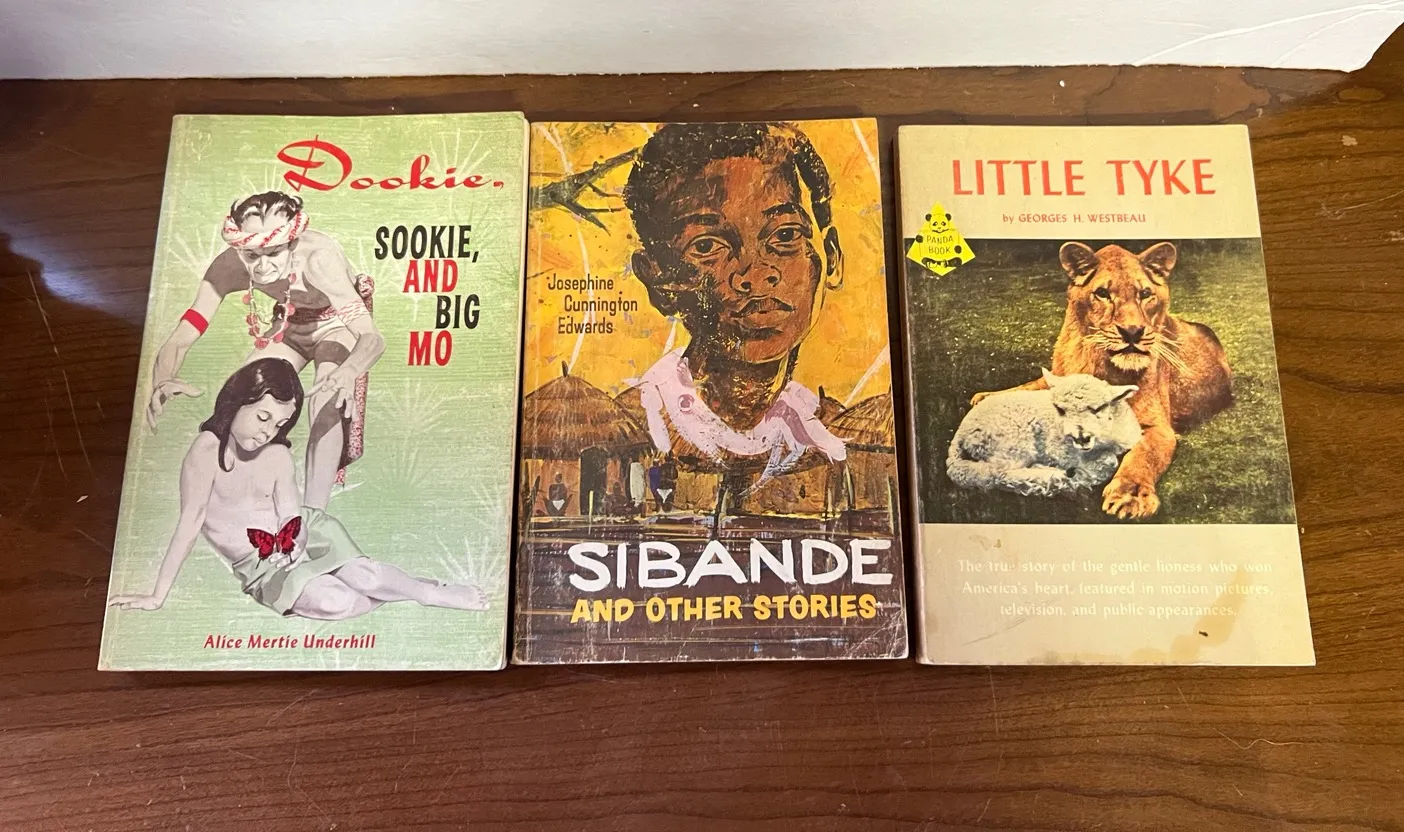 Dookie,
SOOKIE,
AND
BIG
MO
Alice Mertie Underhill
Josephine
Cunnington
Edwards
SIBANDE
AND OTHER STORIES
LITTLE TYKE
by GEORGES H. WESTBEAU
PANDA
BOOK
The true story of the gentle lioness who won
America's heart, featured in motion pictures,
television, and public appearances.